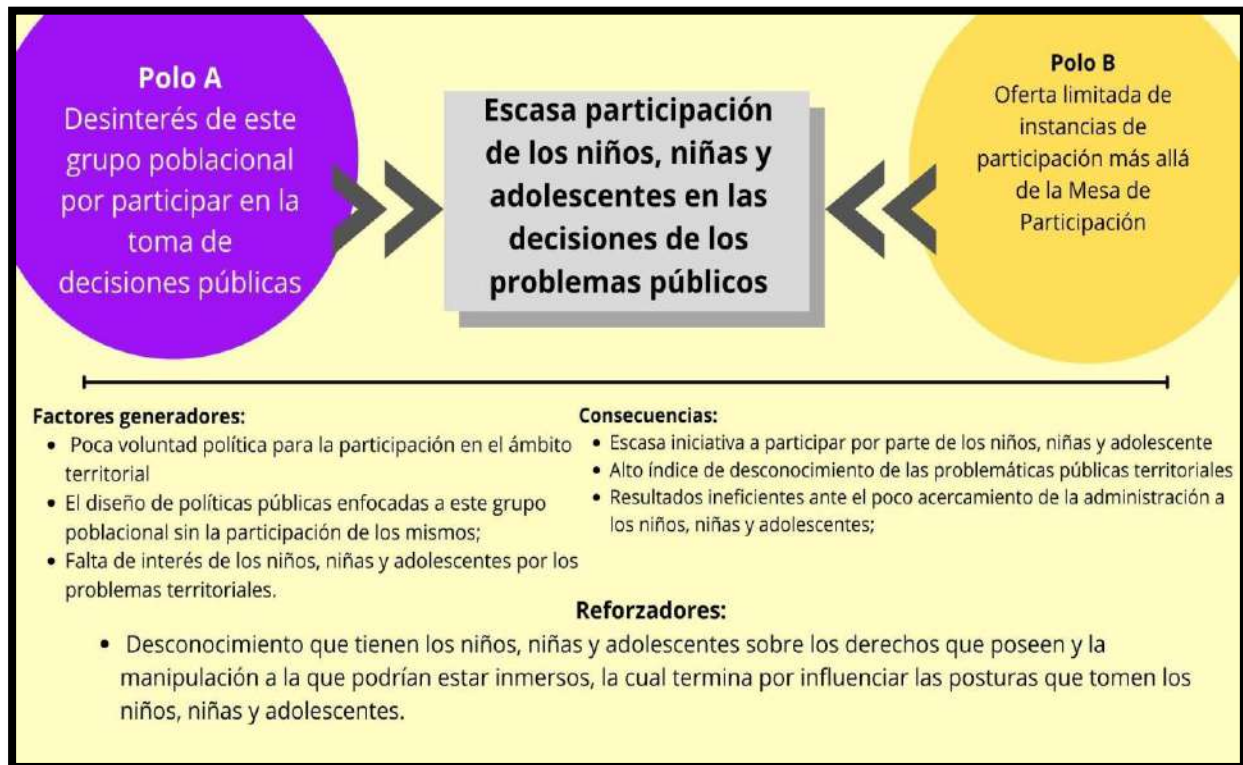 Polo A
Desinterés de este
grupo poblacional
por participar en la
toma de
decisiones públicas
Escasa participación
de los niños, niñas y
adolescentes en las
decisiones de los
problemas públicos
Polo B
Oferta limitada de
instancias de
participación más allá
de la Mesa de
Participación
Factores generadores:
• Poca voluntad política para la participación en el ámbito
territorial
• El diseño de políticas públicas enfocadas a este grupo
poblacional sin la participación de los mismos;
• Falta de interés de los niños, niñas y adolescentes por los
problemas territoriales.
Consecuencias:
• Escasa iniciativa a participar por parte de los niños, niñas y adolescente
• Alto índice de desconocimiento de las problemáticas públicas territoriales
• Resultados ineficientes ante el poco acercamiento de la administración a
los niños, niñas y adolescentes;
Reforzadores:
• Desconocimiento que tienen los niños, niñas y adolescentes sobre los derechos que poseen y la
manipulación a la que podrían estar inmersos, la cual termina por influenciar las posturas que tomen los
niños, niñas y adolescentes.